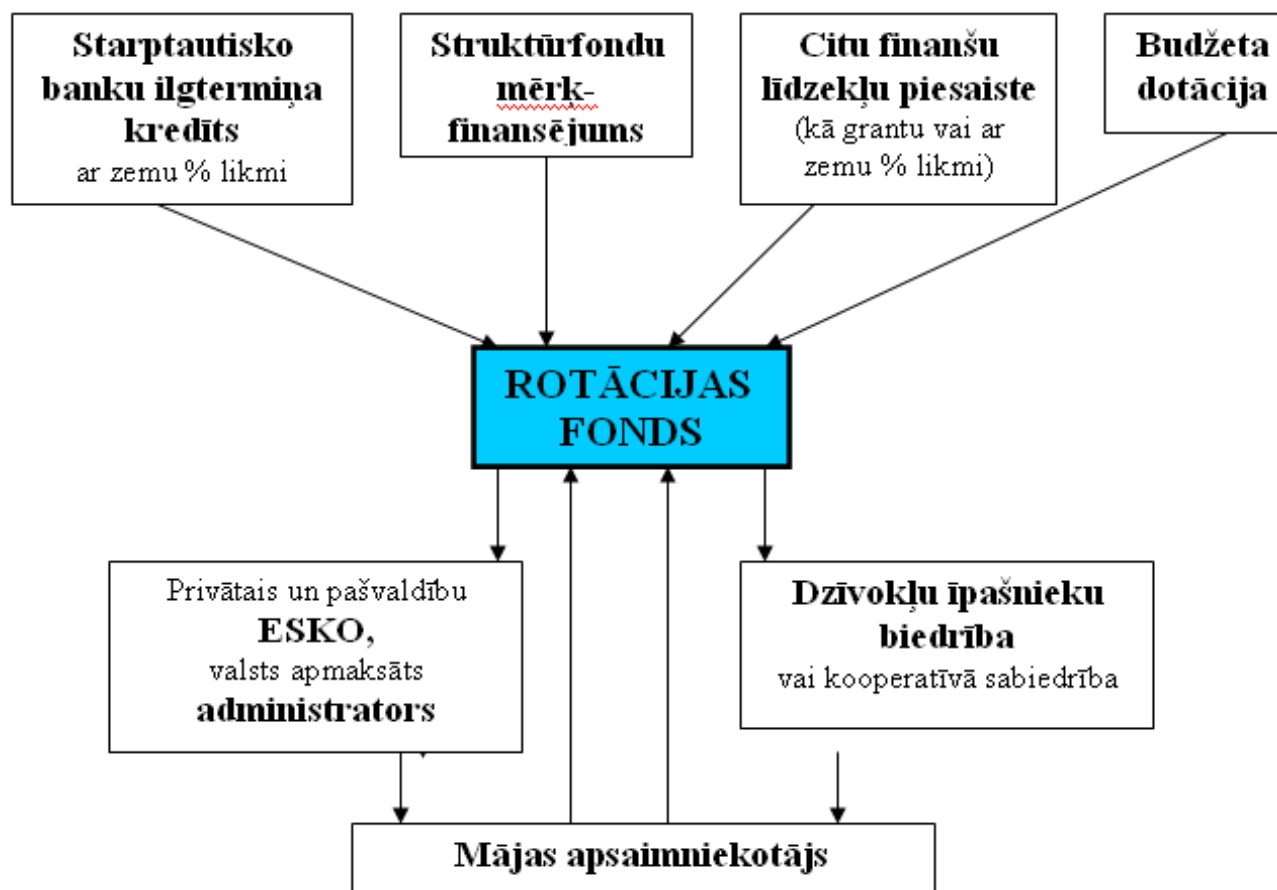 Starptautisko
banku ilgtermiņa
kredīts
ar zemu % likmi
Struktūrfondu
mērķ-
finansējums
Citu finanšu
līdzekļu piesaiste
(kā grantu vai ar
zemu % likmi)
Budžeta
dotācija
ROTĀCIJAS
FONDS
Privātais un pašvaldību
ESKO,
valsts apmaksāts
administrators
Dzīvokļu īpašnieku
biedrība
vai kooperatīvā sabiedrība
Mājas apsaimniekotājs